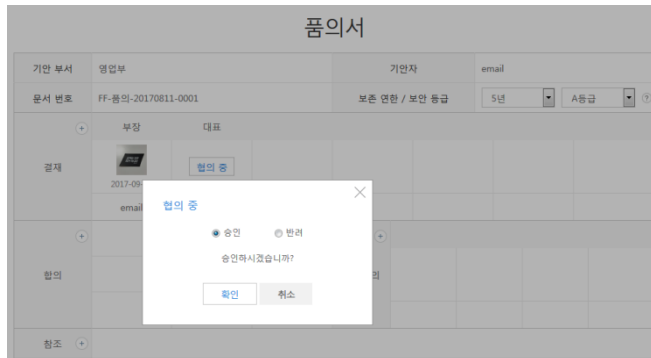 품의서
기안 부서 영업부 기안자 email
문서 번호 FF-품의-20170811-0001 보존 연한 / 보안 등급 5년 A등급 ?
+ 부장 대표
결재 협의 중
2017-09-
email
협의 중
승인 반려
승인하시겠습니까?
확인 취소
+ +
합의 의
참조 +